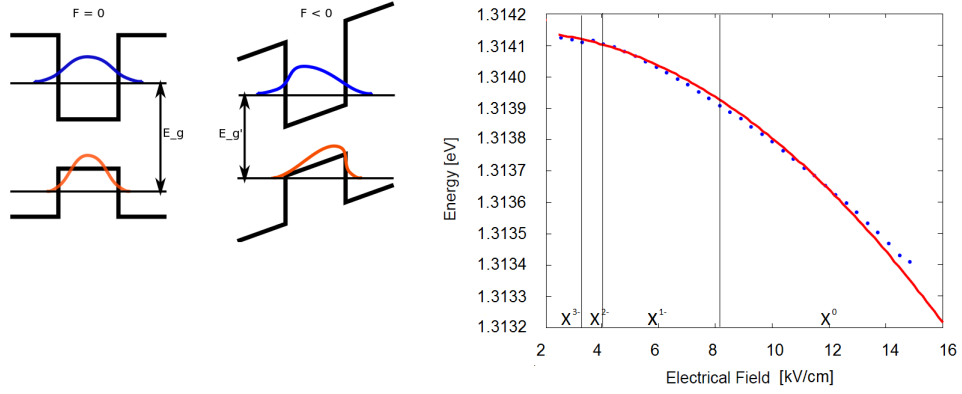 F = 0
F < 0
E_g
E_g'
1.3142
1.3141
1.3140
1.3139
1.3138
1.3137
1.3136
1.3135
1.3134
1.3133
1.3132
Energy [eV]
X3- X2- X1- X0
2 4 6 8 10 12 14 16
Electrical Field [kV/cm]